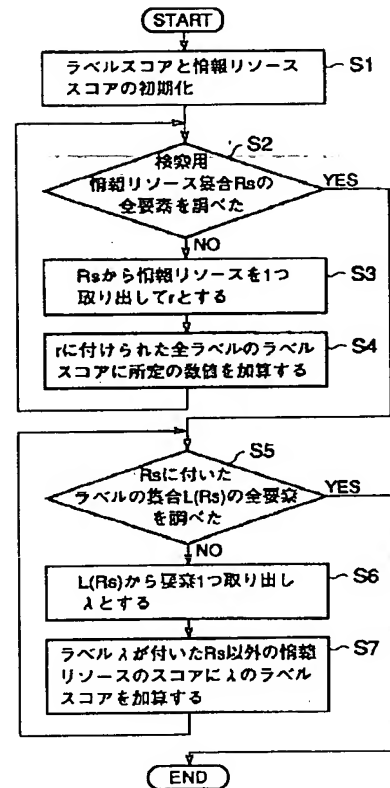 START
S1
ラベルスコアと情報リソース
スコアの初期化
S2
検索用
情報リソース集合Rsの
全要素を調べた
YES
NO
S3
Rsから情報リソースを1つ
取り出してrとする
S4
rに付けられた全ラベルのラベル
スコアに所定の数値を加算する
S5
Rsに付いた
ラベルの集合L(Rs)の全要素
を調べた
YES
NO
S6
L(Rs)から要素1つ取り出し
λとする
S7
ラベルλが付いたRs以外の情報
リソースのスコアにλのラベル
スコアを加算する
END